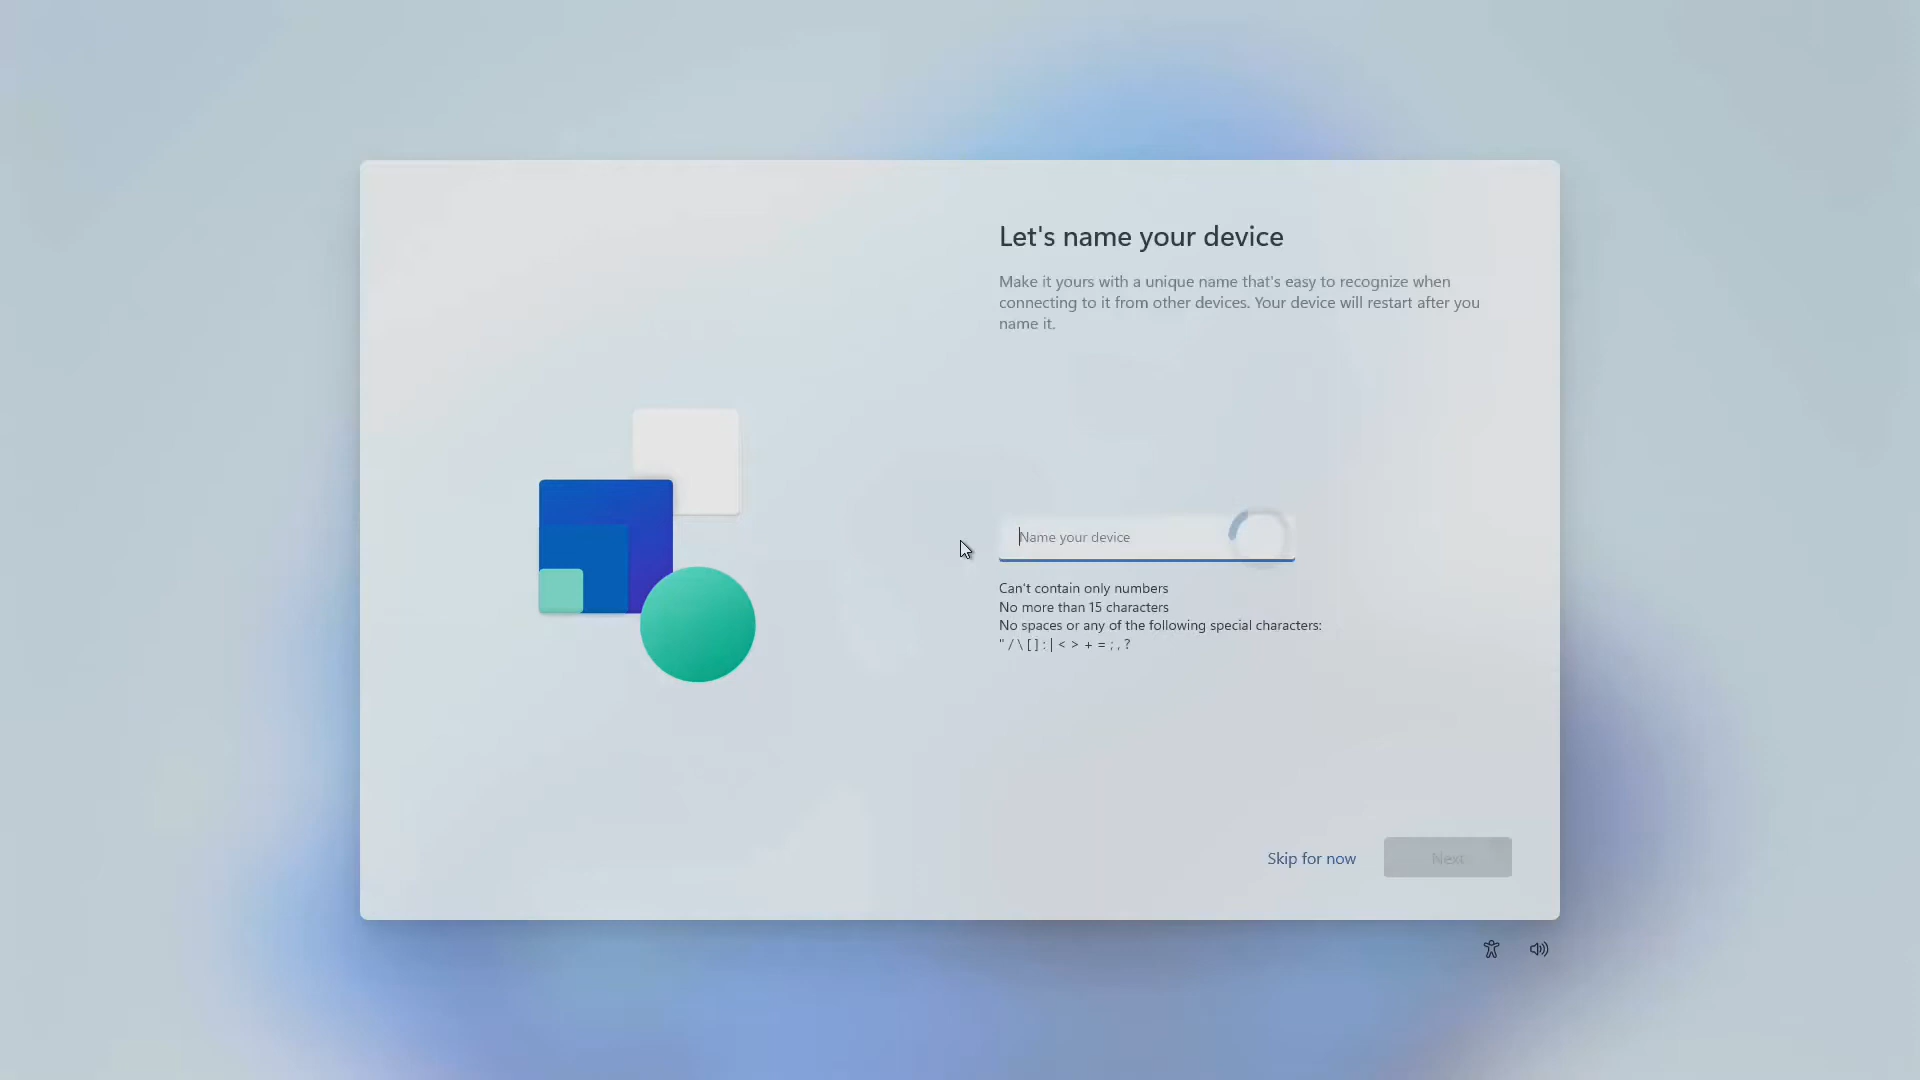 Let's name your device
Make it yours with a unique name that's easy to recognize when
connecting to it from other devices. Your device will restart after you
name it.
Name your device
Can't contain only numbers
No more than 15 characters
No spaces or any of the following special characters:
" / \ [ ] : | < > + = ; , ?
Skip for now
Next